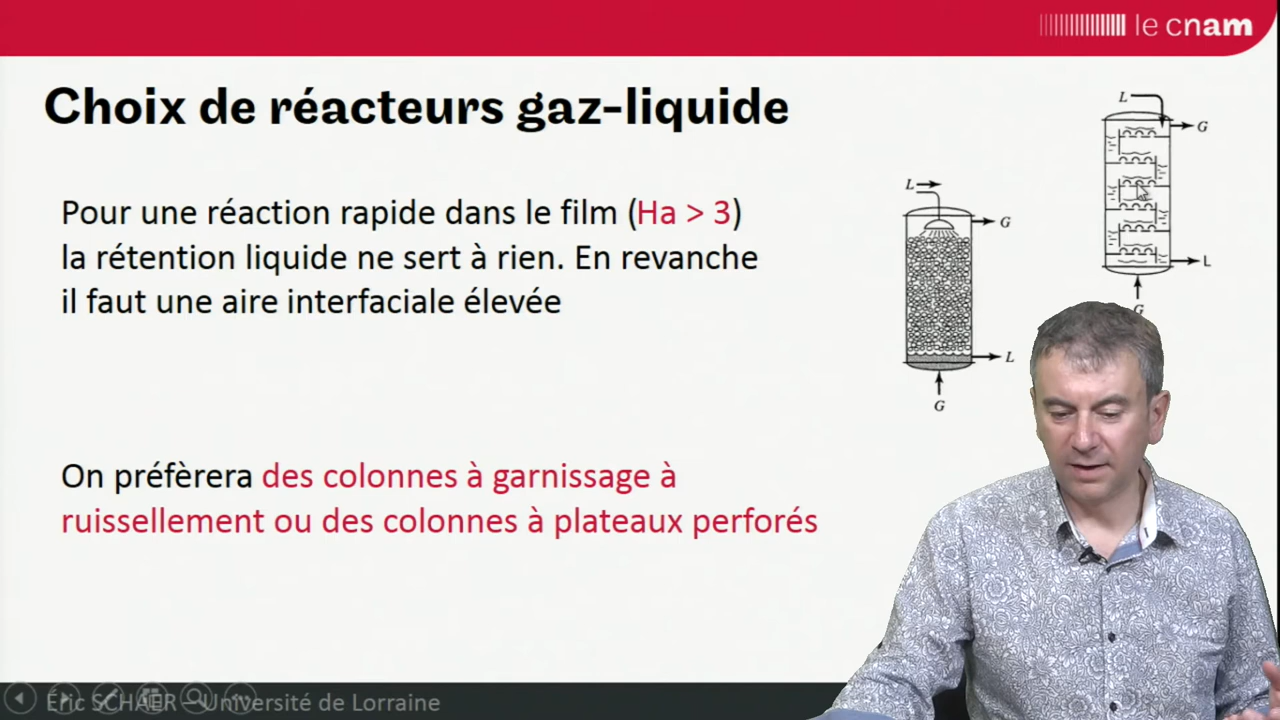 le cnam
Choix de réacteurs gaz-liquide
Pour une réaction rapide dans le film (Ha > 3)
la rétention liquide ne sert à rien. En revanche
il faut une aire interfaciale élevée
On préfèrera des colonnes à garnissage à
ruissellement ou des colonnes à plateaux perforés
L
G
L
G
L
G
L
G
Éric SCHAER – Université de Lorraine